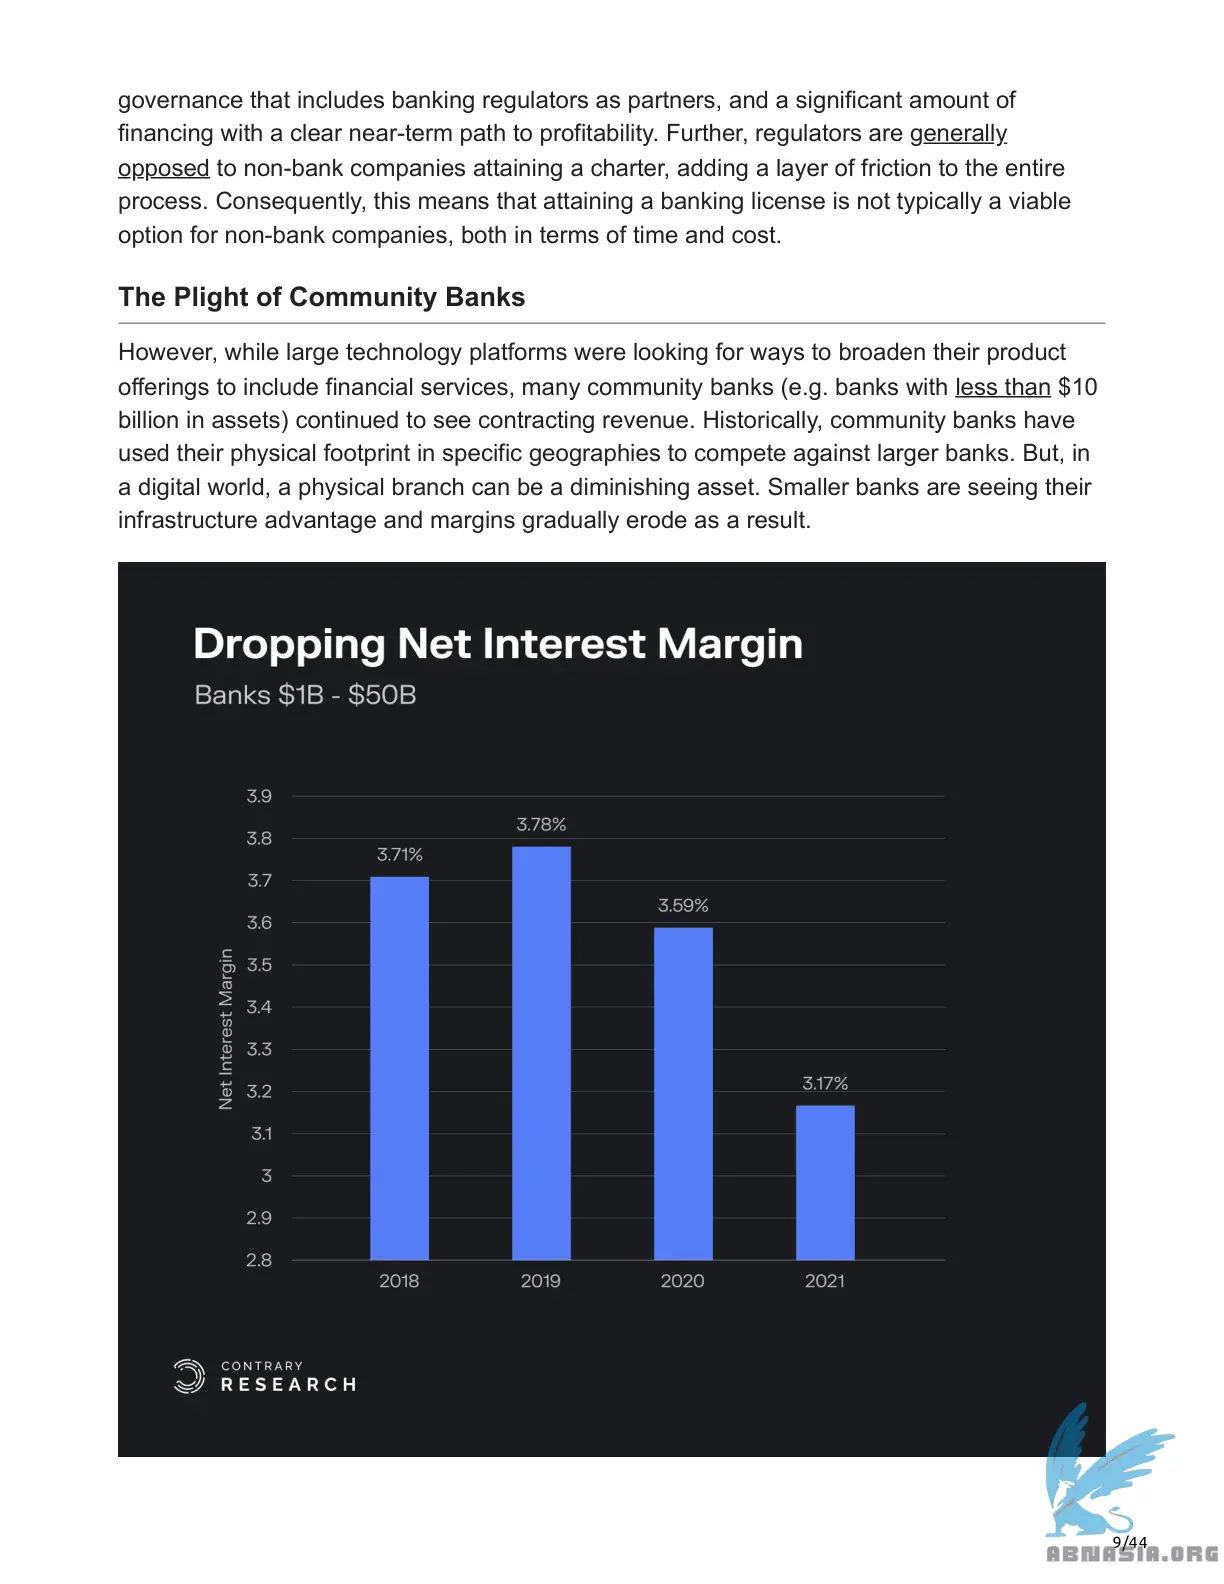 governance that includes banking regulators as partners, and a significant amount of
financing with a clear near-term path to profitability. Further, regulators are generally
opposed to non-bank companies attaining a charter, adding a layer of friction to the entire
process. Consequently, this means that attaining a banking license is not typically a viable
option for non-bank companies, both in terms of time and cost.
The Plight of Community Banks
However, while large technology platforms were looking for ways to broaden their product
offerings to include financial services, many community banks (e.g. banks with less than $10
billion in assets) continued to see contracting revenue. Historically, community banks have
used their physical footprint in specific geographies to compete against larger banks. But, in
a digital world, a physical branch can be a diminishing asset. Smaller banks are seeing their
infrastructure advantage and margins gradually erode as a result.
Dropping Net Interest Margin
Banks $1B - $50B
Net Interest Margin
3.9
3.8
3.7
3.6
3.5
3.4
3.3
3.2
3.1
3
2.9
2.8
3.71%
3.78%
3.59%
3.17%
2018
2019
2020
2021
CONTRARY
RESEARCH
9/44
ABNASIA.ORG